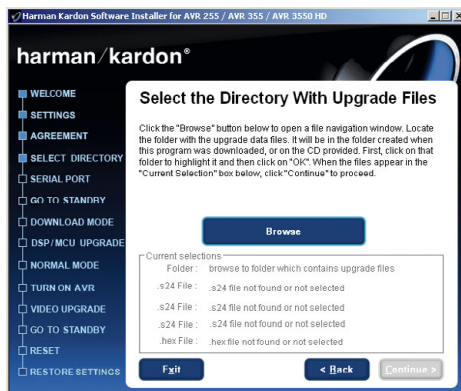 Harman Kardon Software Installer for AVR 255 / AVR 355 / AVR 3550 HD
harman/kardon®
WELCOME
SETTINGS
AGREEMENT
SELECT DIRECTORY
SERIAL PORT
GO TO STANDBY
DOWNLOAD MODE
DSP/MCU UPGRADE
NORMAL MODE
TURN ON AVR
VIDEO UPGRADE
GO TO STANDBY
RESET
RESTORE SETTINGS
Select the Directory With Upgrade Files
Click the "Browse" button below to open a file navigation window. Locate
the folder with the upgrade data files. It will be in the folder created when
this program was downloaded, or on the CD provided. First, click on that
folder to highlight it and then click on "OK". When the files appear in the
"Current Selection" box below, click "Continue" to proceed.
Browse
Current selections
Folder : browse to folder which contains upgrade files
.s24 File : .s24 file not found or not selected
.s24 File : .s24 file not found or not selected
.s24 File : .s24 file not found or not selected
.hex File : .hex file not found or not selected
Exit
< Back
Continue >